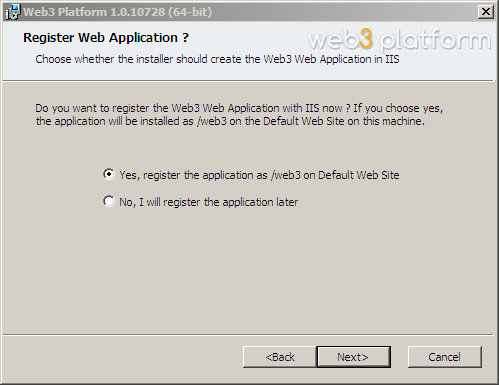 Web3 Platform 1.0.10728 (64-bit)
Register Web Application ?
web3 platform
Choose whether the installer should create the Web3 Web Application in IIS
Do you want to register the Web3 Web Application with IIS now ? If you choose yes,
the application will be installed as /web3 on the Default Web Site on this machine.
Yes, register the application as /web3 on Default Web Site
No, I will register the application later
<Back
Next>
Cancel